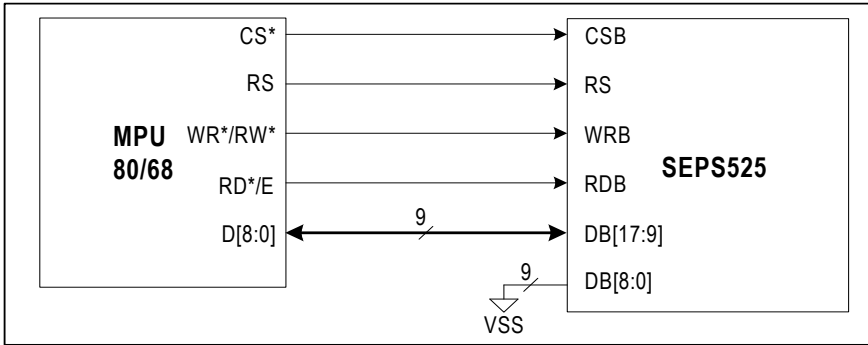 CS*
CSB
RS
RS
MPU
80/68
WR*/RW*
WRB
SEPS525
RD*/E
RDB
D[8:0]
9
DB[17:9]
9
DB[8:0]
VSS